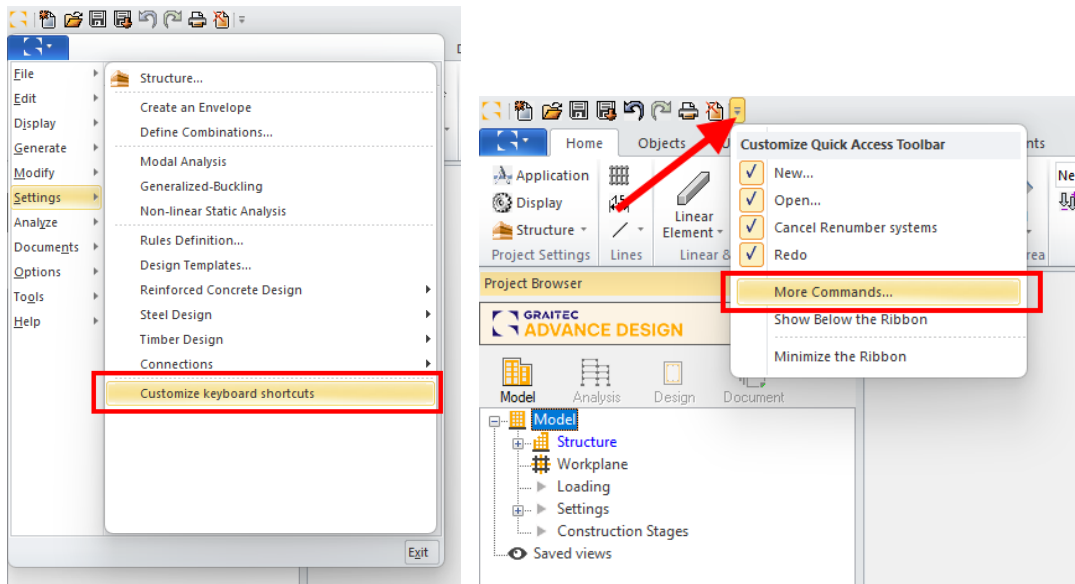 File
Edit
Display
Generate
Modify
Settings
Analyze
Documents
Options
Tools
Help
Structure...
Create an Envelope
Define Combinations...
Modal Analysis
Generalized-Buckling
Non-linear Static Analysis
Rules Definition...
Design Templates...
Reinforced Concrete Design
Steel Design
Timber Design
Connections
Customize keyboard shortcuts
Exit
Home
Objects
Application
Display
Structure
Project Settings
Lines
Linear
Element
Linear &
Customize Quick Access Toolbar
New...
Open...
Cancel Renumber systems
Redo
More Commands...
Show Below the Ribbon
Minimize the Ribbon
nts
Ne
rea
Project Browser
GRAITEC
ADVANCE DESIGN
Model
Analysis
Design
Document
Model
Structure
Workplane
Loading
Settings
Construction Stages
Saved views